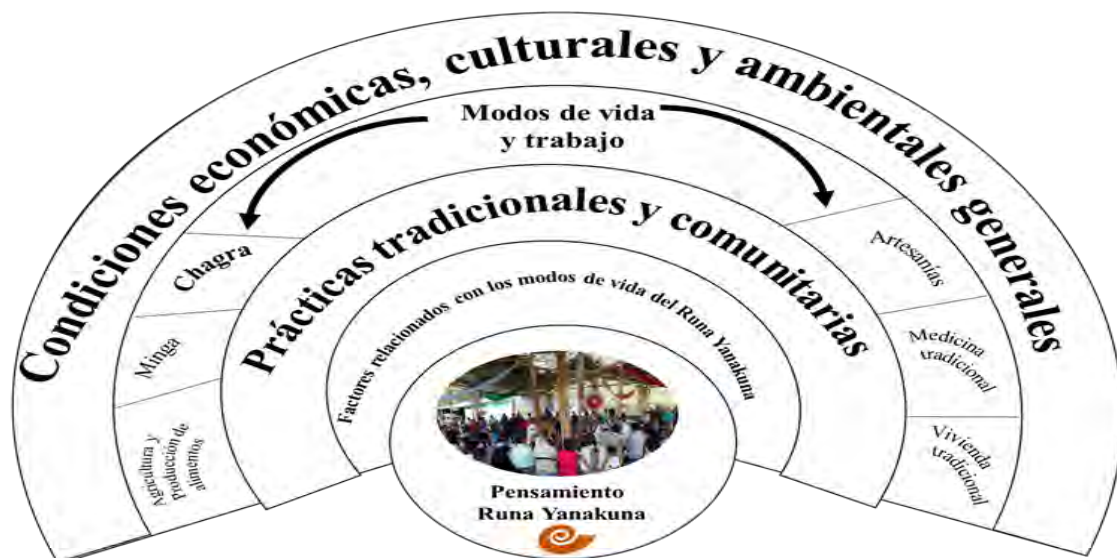 Condiciones económicas, culturales y ambientales generales
Modos de vida
y trabajo
Chagra
Minga
Agricultura y
Producción de
alimentos
Artesanías
Medicina
tradicional
Vivienda
tradicional
Prácticas tradicionales y comunitarias
Factores relacionados con los modos de vida del Runa Yanakuna
Pensamiento
Runa Yanakuna